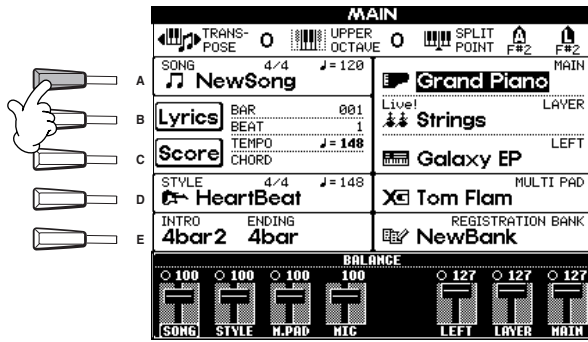 MAIN
TRANS-
POSE 0 UPPER
OCTAVE 0 SPLIT
POINT A
F#2 L
F#2
SONG 4/4 ♩=120
NewSong
MAIN
Grand Piano
A
Lyrics BAR 001
BEAT 1
Live! LAYER
Strings
B
Score TEMPO ♩=148
CHORD
LEFT
Galaxy EP
C
STYLE 4/4 ♩=148
HeartBeat
MULTI PAD
XG Tom Flam
D
INTRO ENDING
4bar2 4bar
REGISTRATION BANK
NewBank
E
BALANCE
100 100 100 100 127 127 127
SONG STYLE M.PAD MIC LEFT LAYER MAIN